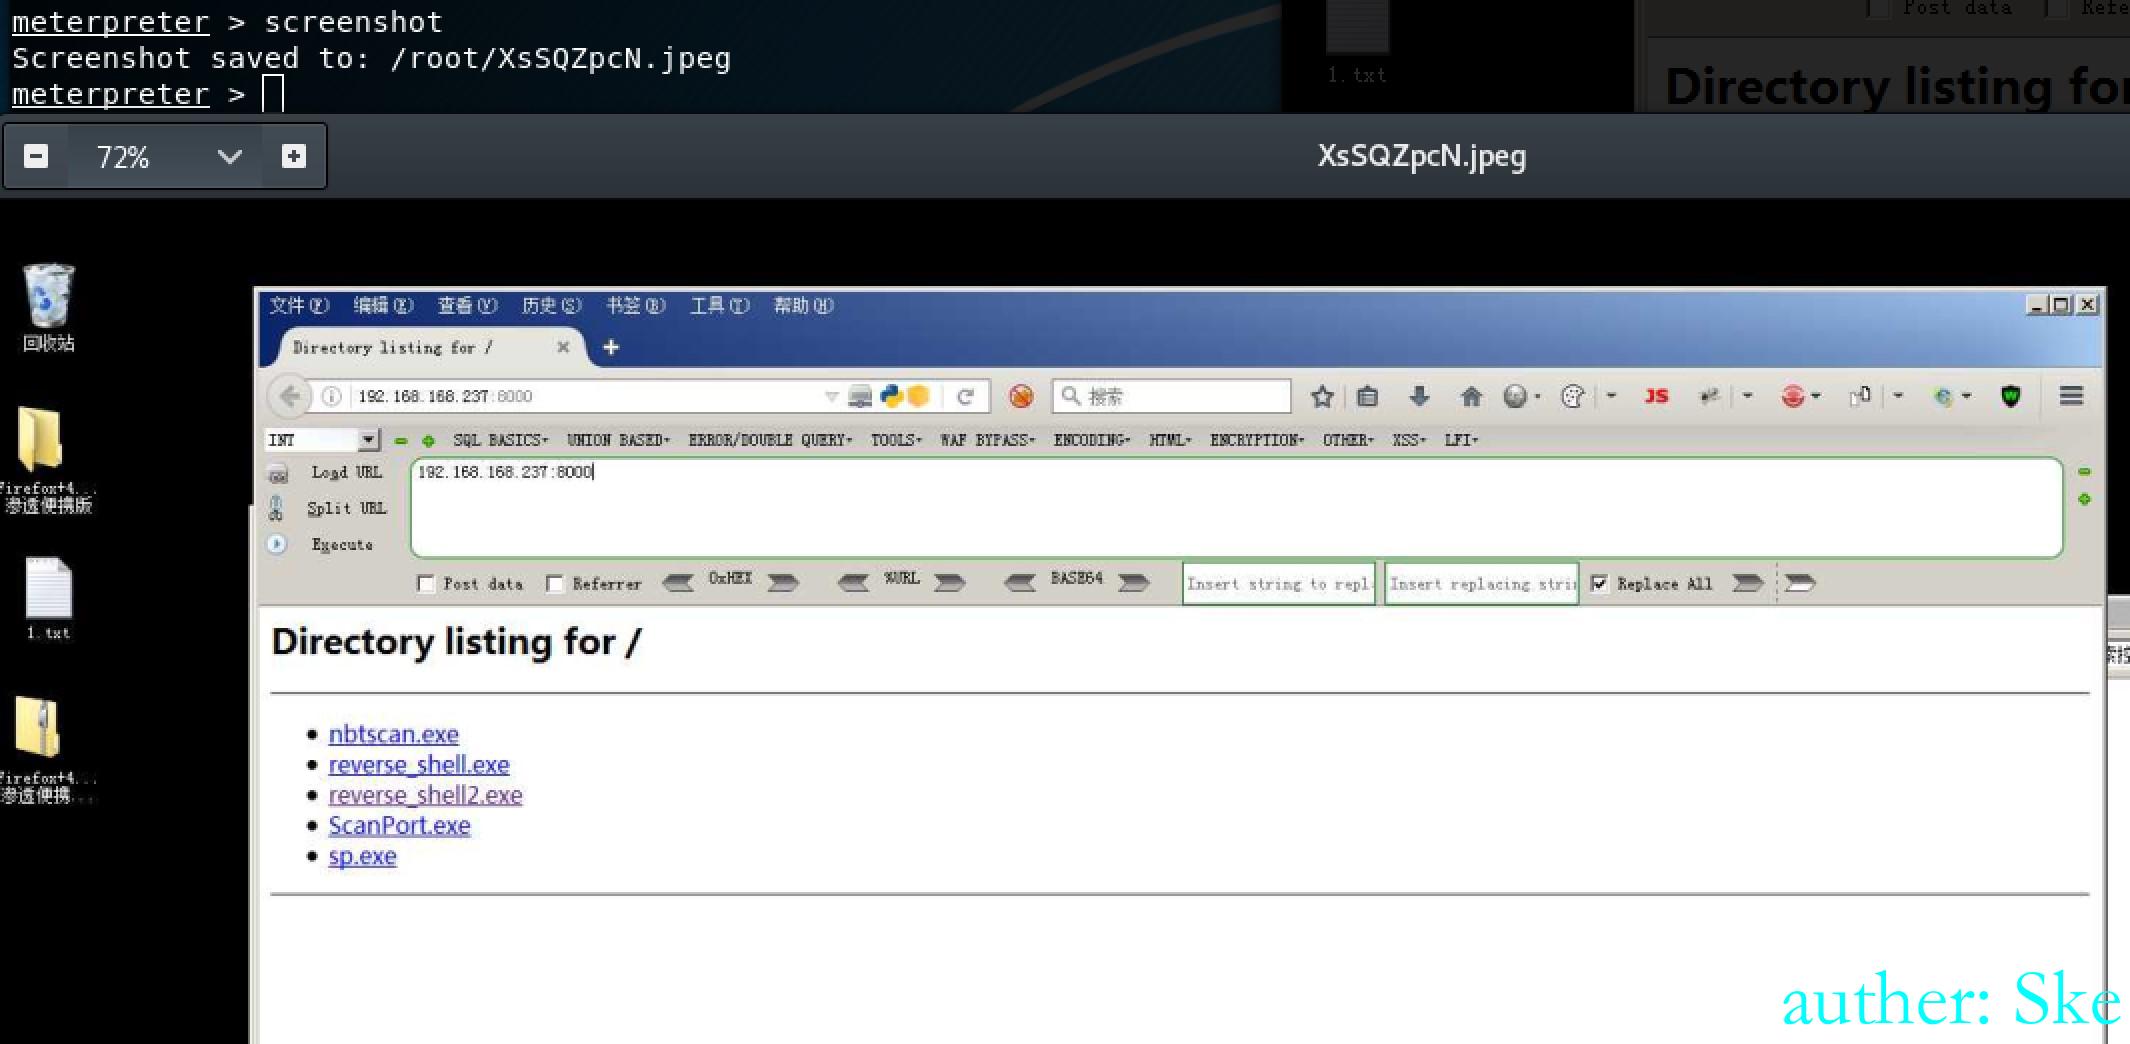 meterpreter > screenshot
Screenshot saved to: /root/XsSQZpcN.jpeg
meterpreter >
Post data
1.txt
Directory listing for
72%
XsSQZpcN.jpeg
回收站
文件(F) 编辑(E) 查看(V) 历史(S) 书签(B) 工具(T) 帮助(H)
Directory listing for /
192.168.168.237:8000
搜索
JS
INT
SQL BASICS UNION BASED ERROR/DOUBLE QUERY TOOLS WAF BYPASS ENCODING HTML ENCRYPTION OTHER XSS LFI
Load URL
192.168.168.237:8000
Split URL
Execute
Post data Referrer 0xHEX %URL BASE64 Insert string to repl Insert replacing stri Replace All
Firefox+4...
渗透便携版
1.txt
Firefox+4...
渗透便携...
Directory listing for /
nbtscan.exe
reverse_shell.exe
reverse_shell2.exe
ScanPort.exe
sp.exe
auther: Ske